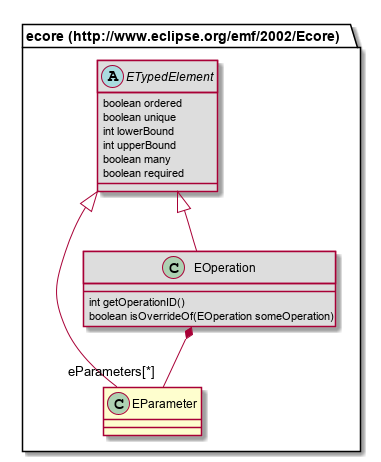 ecore (http://www.eclipse.org/emf/2002/Ecore)
A ETypedElement
boolean ordered
boolean unique
int lowerBound
int upperBound
boolean many
boolean required
C EOperation
int getOperationID()
boolean isOverrideOf(EOperation someOperation)
eParameters[*]
C EParameter